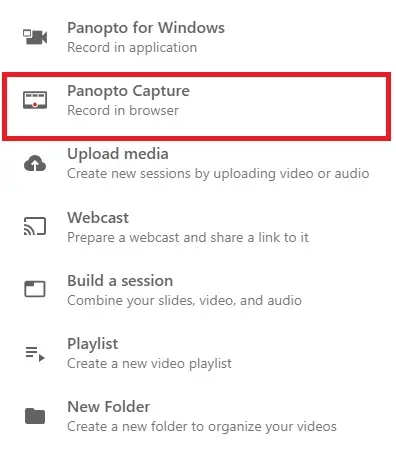 Panopto for Windows
Record in application
Panopto Capture
Record in browser
Upload media
Create new sessions by uploading video or audio
Webcast
Prepare a webcast and share a link to it
Build a session
Combine your slides, video, and audio
Playlist
Create a new video playlist
New Folder
Create a new folder to organize your videos